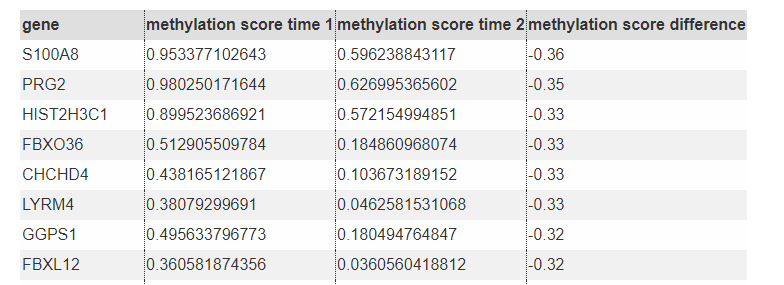 gene methylation score time 1 methylation score time 2 methylation score difference
S100A8 0.953377102643 0.596238843117 -0.36
PRG2 0.980250171644 0.626995365602 -0.35
HIST2H3C1 0.899523686921 0.572154994851 -0.33
FBXO36 0.512905509784 0.184860968074 -0.33
CHCHD4 0.438165121867 0.103673189152 -0.33
LYRM4 0.38079299691 0.0462581531068 -0.33
GGPS1 0.495633796773 0.180494764847 -0.32
FBXL12 0.360581874356 0.0360560418812 -0.32